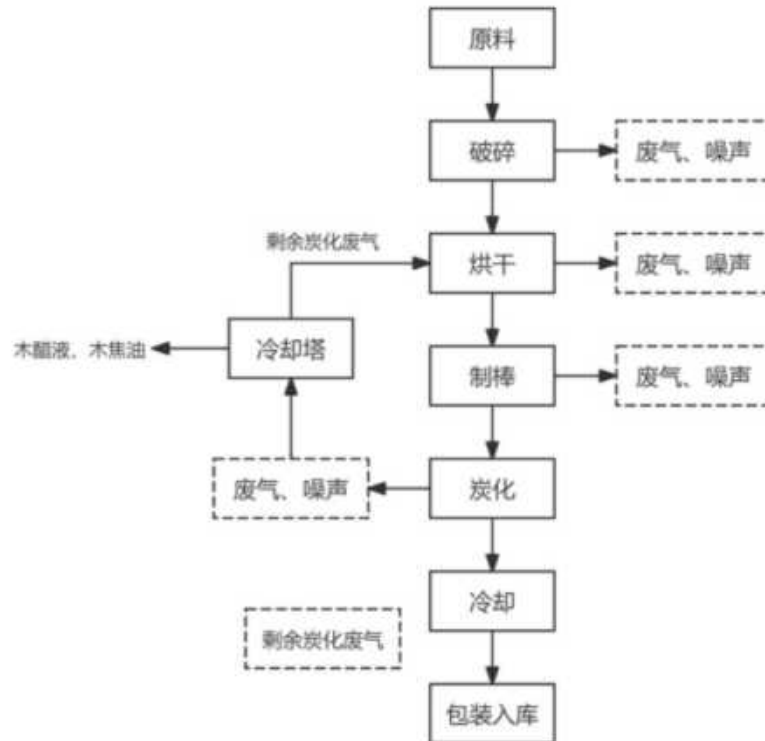 原料
破碎
废气、噪声
剩余炭化废气
烘干
废气、噪声
木醋液、木焦油
冷却塔
制棒
废气、噪声
废气、噪声
炭化
冷却
剩余炭化废气
包装入库